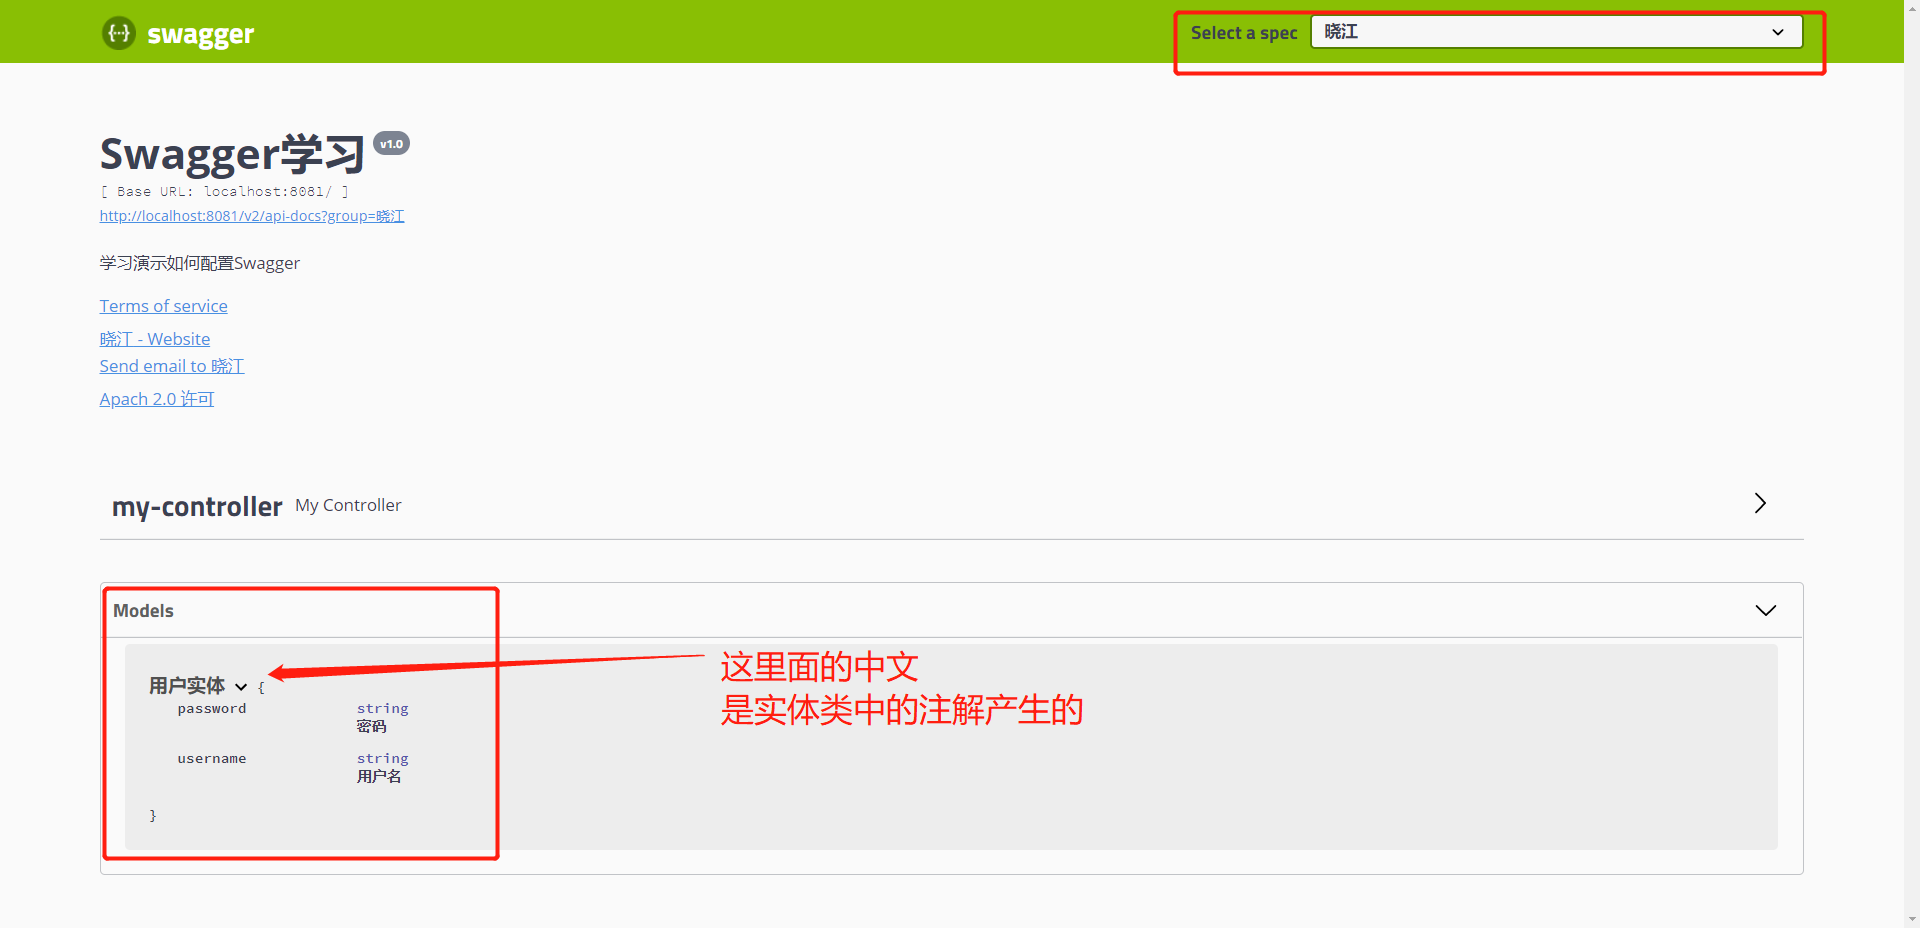 swagger
Select a spec 晓江
Swagger学习 v1.0
[ Base URL: localhost:8081/ ]
http://localhost:8081/v2/api-docs?group=晓江
学习演示如何配置Swagger
Terms of service
晓江 - Website
Send email to 晓江
Apach 2.0 许可
my-controller My Controller
Models
用户实体 {
password string
密码
username string
用户名
}
这里面的中文
是实体类中的注解产生的